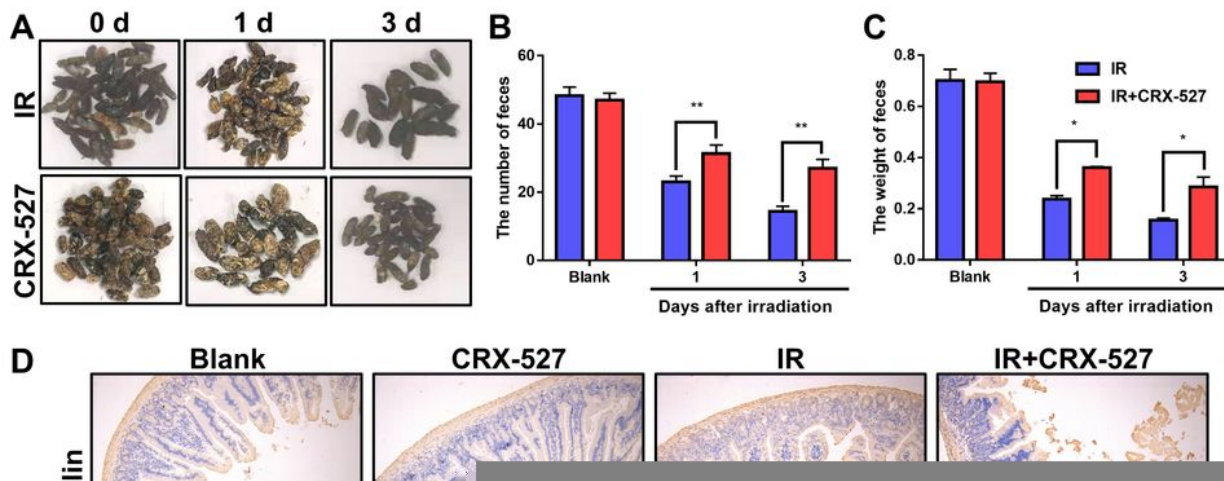 A
0 d
1 d
3 d
IR
CRX-527
B
The number of feces
60
40
20
0
**
**
Blank
1
3
Days after irradiation
C
The weight of feces
0.8
0.6
0.4
0.2
0.0
IR
IR+CRX-527
*
*
Blank
1
3
Days after irradiation
D
Blank
CRX-527
IR
IR+CRX-527